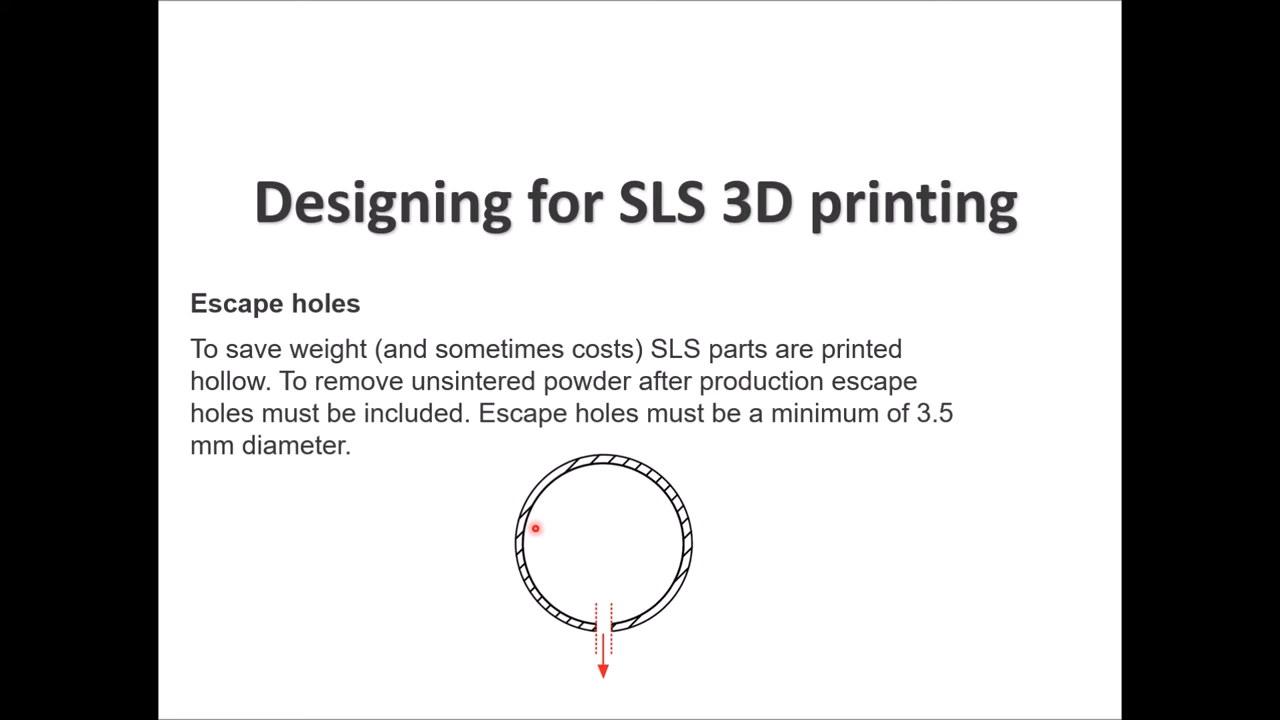 Designing for SLS 3D printing
Escape holes
To save weight (and sometimes costs) SLS parts are printed
hollow. To remove unsintered powder after production escape
holes must be included. Escape holes must be a minimum of 3.5
mm diameter.